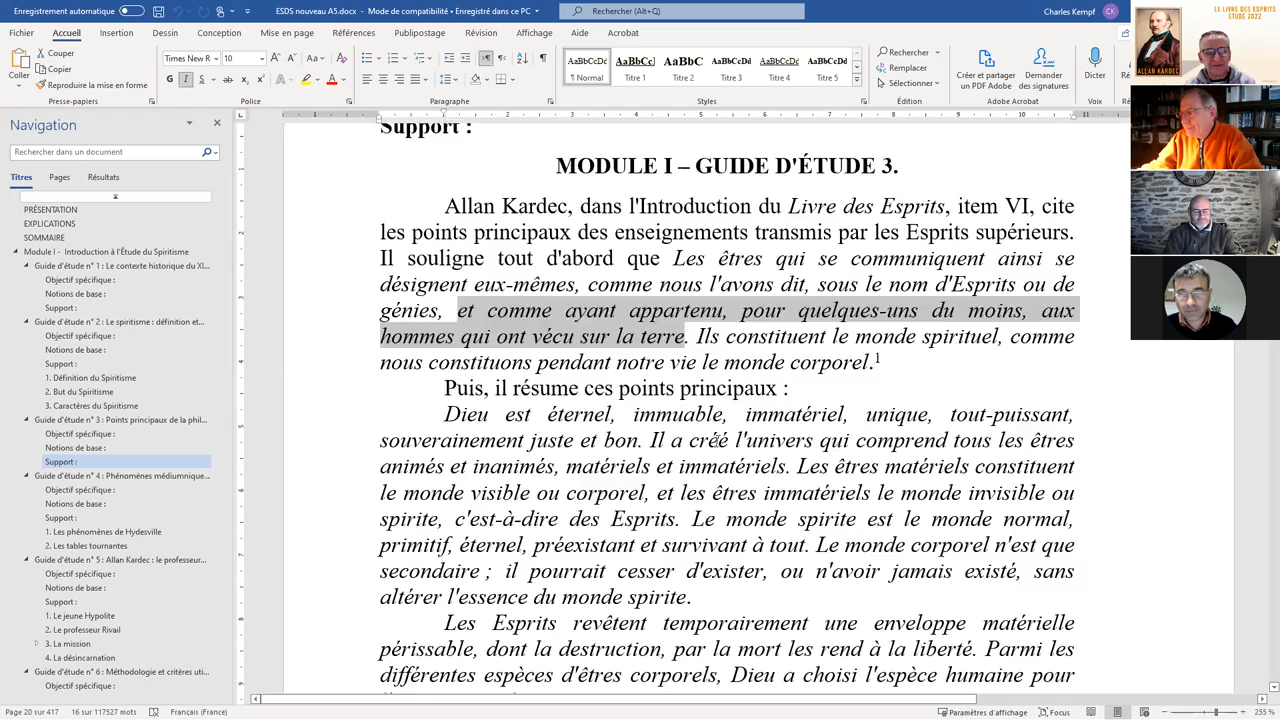 Enregistrement automatique ESDS nouveau A5.docx - Mode de compatibilité • Enregistré dans ce PC Rechercher (Alt+Q) Charles Kempf CK
Fichier Accueil Insertion Dessin Conception Mise en page Références Publipostage Révision Affichage Aide Acrobat
Coller
Couper
Copier
Reproduire la mise en forme
Presse-papiers
Times New R 10
G I S
Police
Paragraphe
AaBbCcDc AaBbCc AaBbC AaBbCcD AaBbCcDc AaBbCcDc
¶ Normal Titre 1 Titre 2 Titre 3 Titre 4 Titre 5
Styles
Rechercher
Remplacer
Sélectionner
Édition
Créer et partager un PDF Adobe
Demander des signatures
Adobe Acrobat
Dicter
Voix
LE LIVRE DES ESPRITS
ETUDE 2022
ALLAN KARDEC
Navigation
Rechercher dans un document
Titres Pages Résultats
PRÉSENTATION
EXPLICATIONS
SOMMAIRE
Module I - Introduction à l'Étude du Spiritisme
Guide d'étude n° 1 : Le contexte historique du XI...
Objectif spécifique :
Notions de base :
Support :
Guide d'étude n° 2 : Le spiritisme : définition et...
Objectif spécifique :
Notions de base :
Support :
1. Définition du Spiritisme
2. But du Spiritisme
3. Caractères du Spiritisme
Guide d'étude n° 3 : Points principaux de la phil...
Objectif spécifique :
Notions de base :
Support :
Guide d'étude n° 4 : Phénomènes médiumnique...
Objectif spécifique :
Notions de base :
Support :
1. Les phénomènes de Hydesville
2. Les tables tournantes
Guide d'étude n° 5 : Allan Kardec : le professeur...
Objectif spécifique :
Notions de base :
Support :
1. Le jeune Hypolite
2. Le professeur Rivail
3. La mission
4. La désincarnation
Guide d'étude n° 6 : Méthodologie et critères uti...
Objectif spécifique :
Support :
MODULE I – GUIDE D'ÉTUDE 3.
Allan Kardec, dans l'Introduction du Livre des Esprits, item VI, cite
les points principaux des enseignements transmis par les Esprits supérieurs.
Il souligne tout d'abord que Les êtres qui se communiquent ainsi se
désignent eux-mêmes, comme nous l'avons dit, sous le nom d'Esprits ou de
génies, et comme ayant appartenu, pour quelques-uns du moins, aux
hommes qui ont vécu sur la terre. Ils constituent le monde spirituel, comme
nous constituons pendant notre vie le monde corporel.1
Puis, il résume ces points principaux :
Dieu est éternel, immuable, immatériel, unique, tout-puissant,
souverainement juste et bon. Il a créé l'univers qui comprend tous les êtres
animés et inanimés, matériels et immatériels. Les êtres matériels constituent
le monde visible ou corporel, et les êtres immatériels le monde invisible ou
spirite, c'est-à-dire des Esprits. Le monde spirite est le monde normal,
primitif, éternel, préexistant et survivant à tout. Le monde corporel n'est que
secondaire ; il pourrait cesser d'exister, ou n'avoir jamais existé, sans
altérer l'essence du monde spirite.
Les Esprits revêtent temporairement une enveloppe matérielle
périssable, dont la destruction, par la mort les rend à la liberté. Parmi les
différentes espèces d'êtres corporels, Dieu a choisi l'espèce humaine pour
Page 20 sur 417 16 sur 117527 mots Français (France) Paramètres d'affichage Focus 255 %